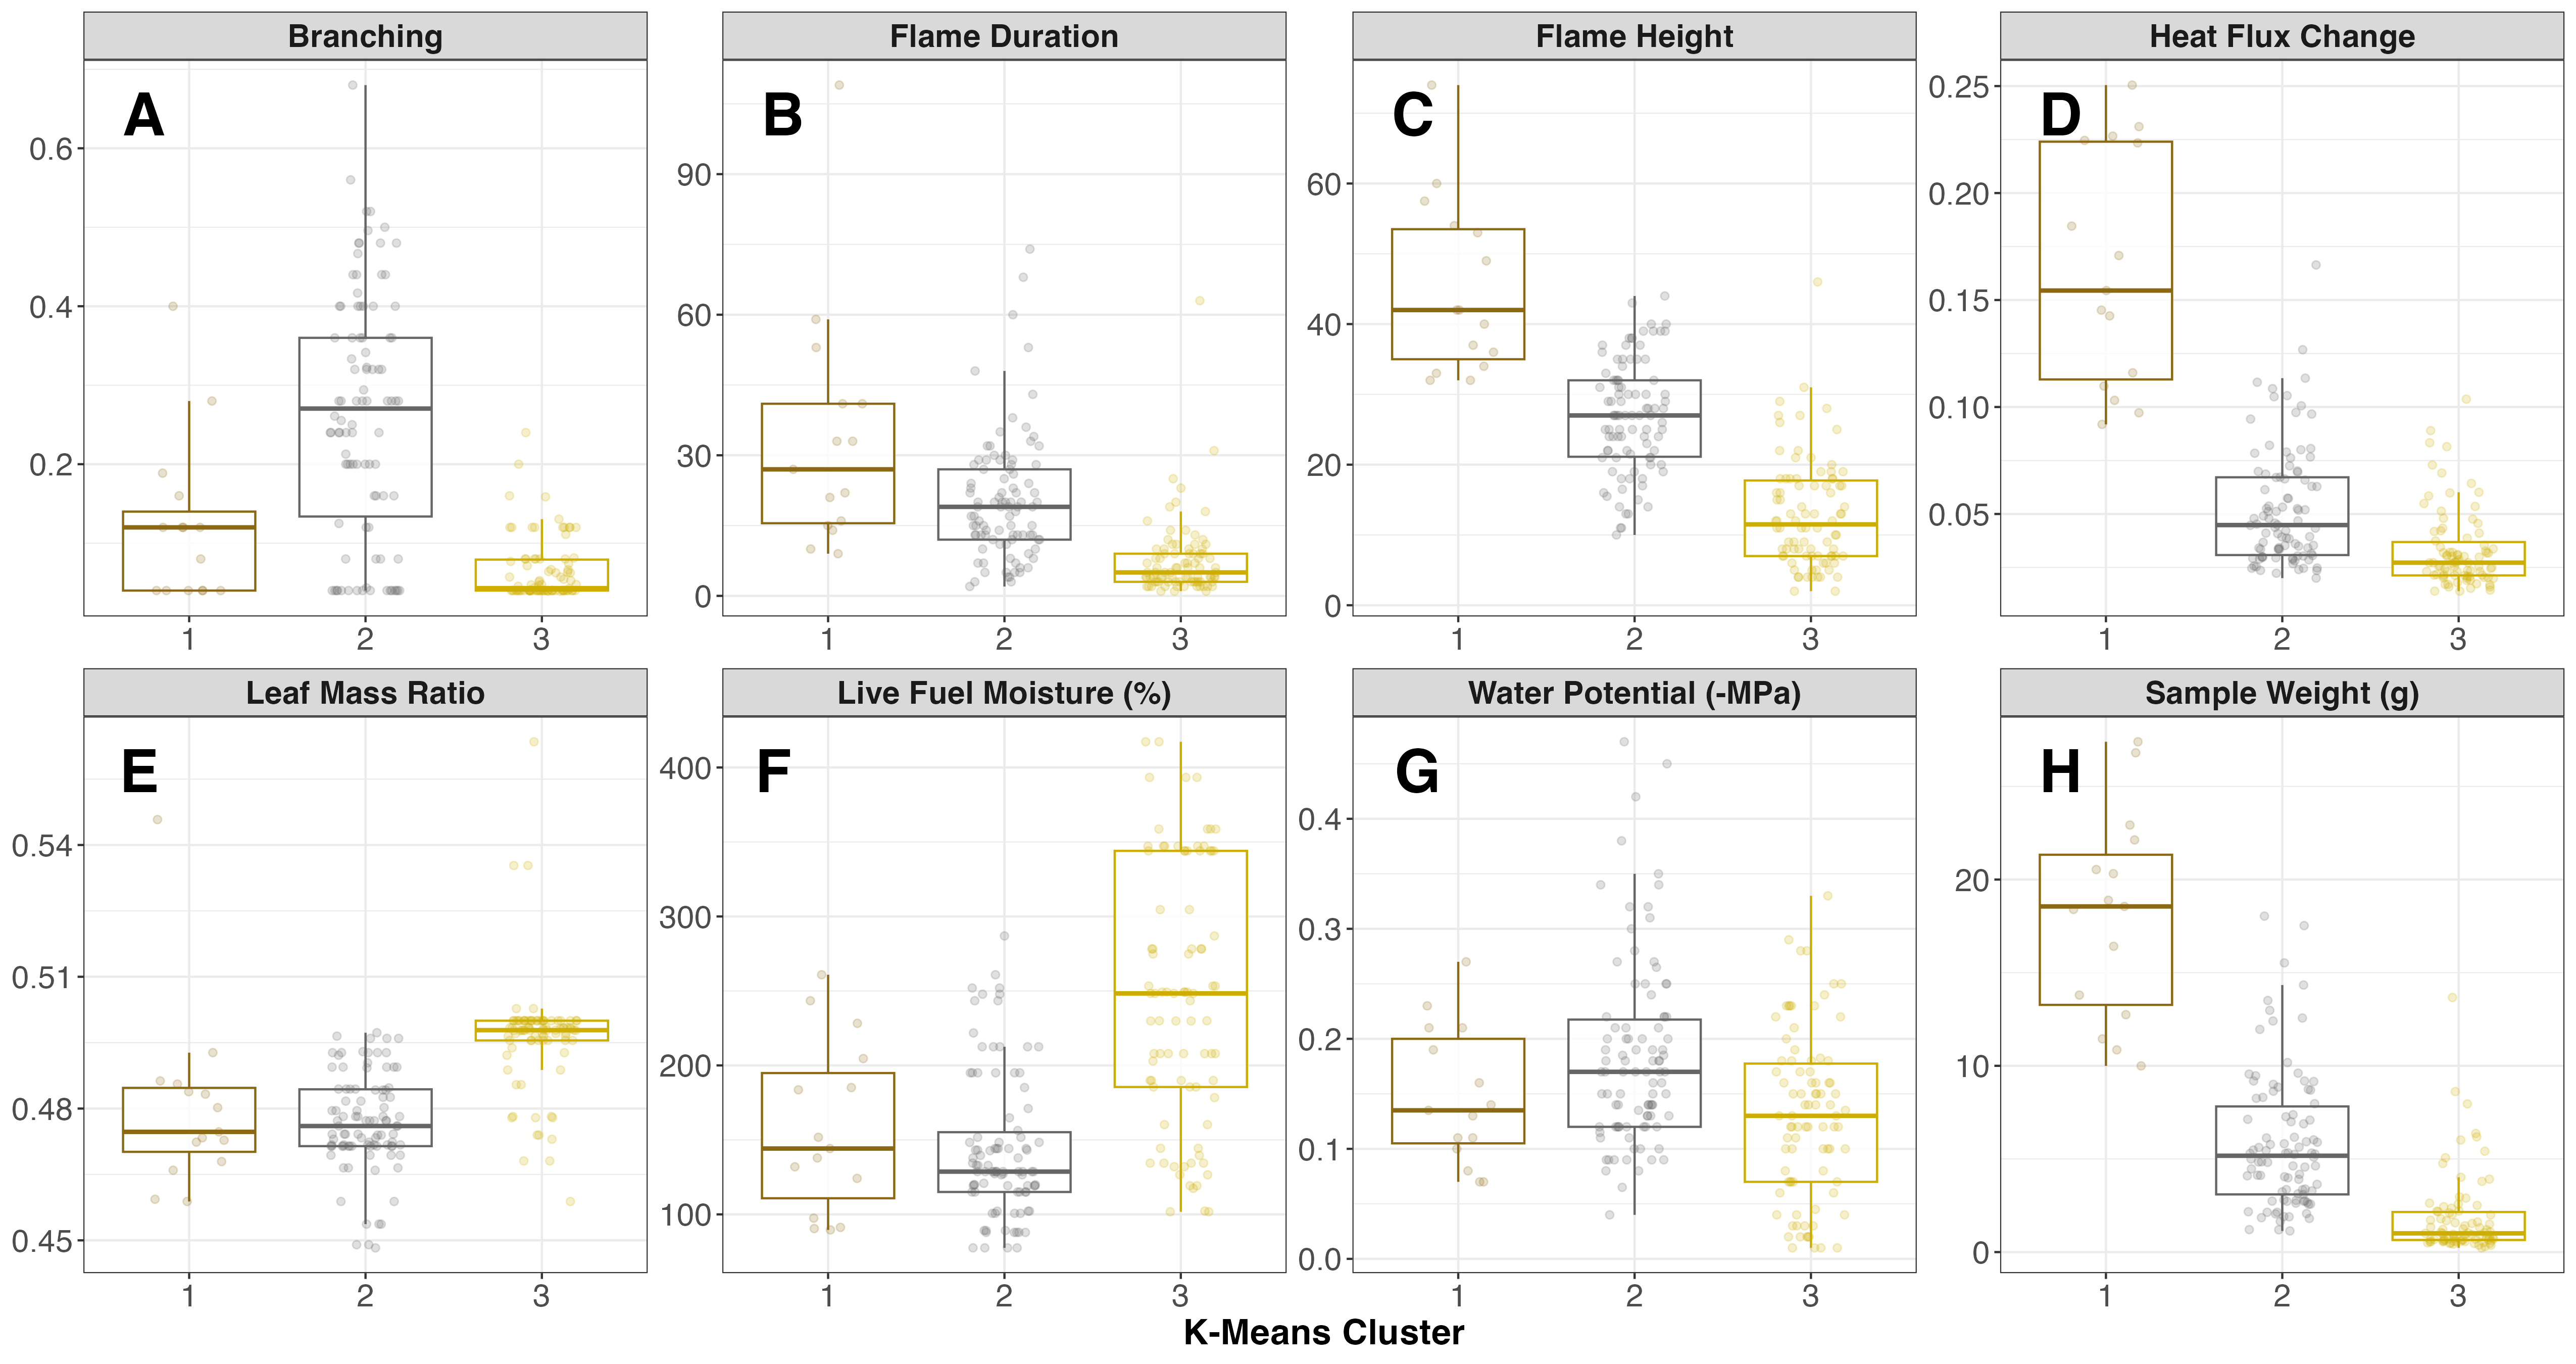 Branching
Flame Duration
Flame Height
Heat Flux Change
A
B
C
D
0.6
0.4
0.2
90
60
30
0
60
40
20
0
0.25
0.20
0.15
0.10
0.05
1 2 3
1 2 3
1 2 3
1 2 3
Leaf Mass Ratio
Live Fuel Moisture (%)
Water Potential (-MPa)
Sample Weight (g)
E
F
G
H
0.54
0.51
0.48
0.45
400
300
200
100
0.4
0.3
0.2
0.1
0.0
20
10
0
1 2 3
1 2 3
1 2 3
1 2 3
K-Means Cluster